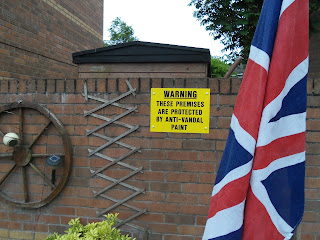 WARNING
THESE PREMISES
ARE PROTECTED
BY ANTI-VANDAL
PAINT